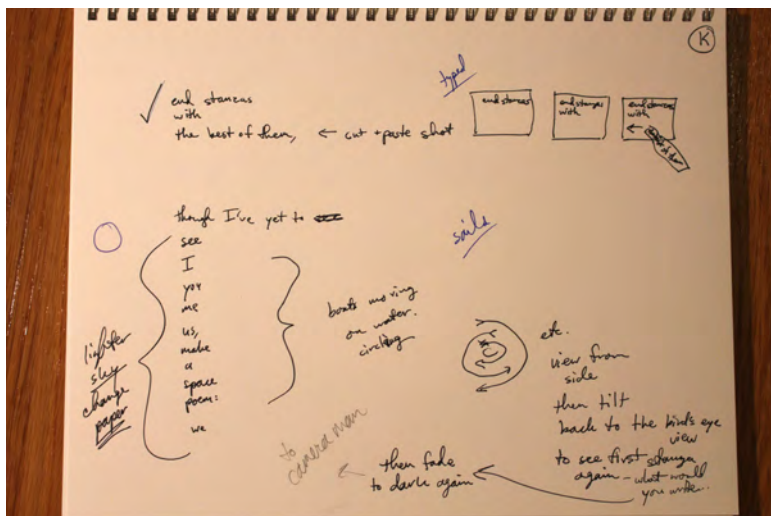 K
typed
end stanzas
with
the best of them, ← cut + paste shot
end stanzas
end stanzas
with
end stanzas
with
←
though I've yet to
see
I
you
me
us,
make
a
space
poem:
we
lighter
sky
change
paper
boats moving
on water.
circling
sails
etc.
view from
side
then tilt
back to the bird's eye
view
to see first stanza
again – what would
you write..
then fade
to dark again
to
camera man